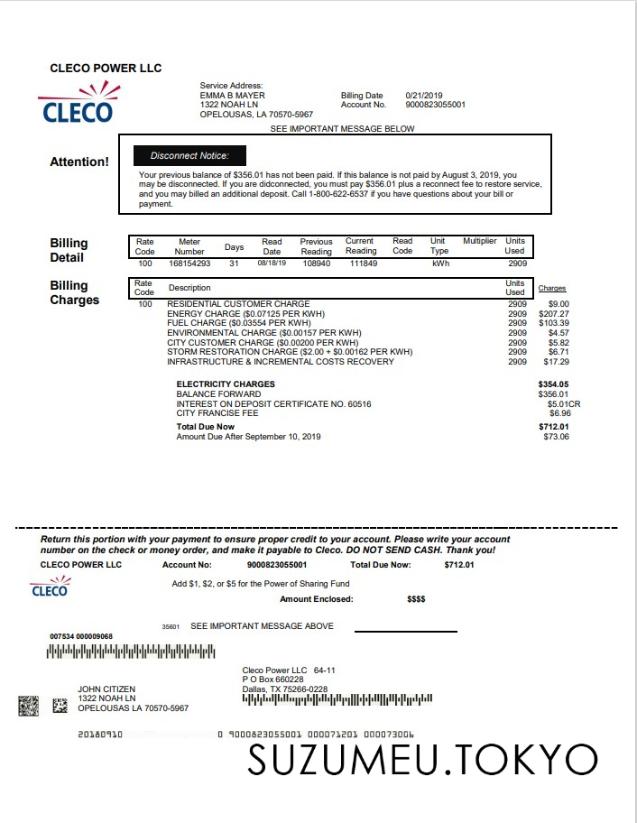 CLECO POWER LLC
CLECO
Service Address:
EMMA B MAYER
1322 NOAH LN
OPELOUSAS, LA 70570-5967
Billing Date 0/21/2019
Account No. 9000823055001
SEE IMPORTANT MESSAGE BELOW
Attention!
Disconnect Notice:
Your previous balance of $356.01 has not been paid. If this balance is not paid by August 3, 2019, you
may be disconnected. If you are didconnected, you must pay $356.01 plus a reconnect fee to restore service,
and you may billed an additional deposit. Call 1-800-622-6537 if you have questions about your bill or
payment.
Billing Detail
Rate Code Meter Number Days Read Date Previous Reading Current Reading Read Code Unit Type Multiplier Units Used
100 168154293 31 08/18/19 108940 111849 kWh 2909
Billing Charges
Rate Code Description Units Used Charges
100 RESIDENTIAL CUSTOMER CHARGE 2909 $9.00
ENERGY CHARGE ($0.07125 PER KWH) 2909 $207.27
FUEL CHARGE ($0.03554 PER KWH) 2909 $103.39
ENVIRONMENTAL CHARGE ($0.00157 PER KWH) 2909 $4.57
CITY CUSTOMER CHARGE ($0.00200 PER KWH) 2909 $5.82
STORM RESTORATION CHARGE ($2.00 + $0.00162 PER KWH) 2909 $6.71
INFRASTRUCTURE & INCREMENTAL COSTS RECOVERY 2909 $17.29
ELECTRICITY CHARGES $354.05
BALANCE FORWARD $356.01
INTEREST ON DEPOSIT CERTIFICATE NO. 60516 $5.01CR
CITY FRANCISE FEE $6.96
Total Due Now $712.01
Amount Due After September 10, 2019 $73.06
Return this portion with your payment to ensure proper credit to your account. Please write your account
number on the check or money order, and make it payable to Cleco. DO NOT SEND CASH. Thank you!
CLECO POWER LLC Account No: 9000823055001 Total Due Now: $712.01
CLECO
Add $1, $2, or $5 for the Power of Sharing Fund
Amount Enclosed: $$$$
35601 SEE IMPORTANT MESSAGE ABOVE
007534 000009068
Cleco Power LLC 64-11
P O Box 660228
Dallas, TX 75266-0228
JOHN CITIZEN
1322 NOAH LN
OPELOUSAS LA 70570-5967
20180910 0 9000823055001 000071201 000073006
SUZUMEU.TOKYO